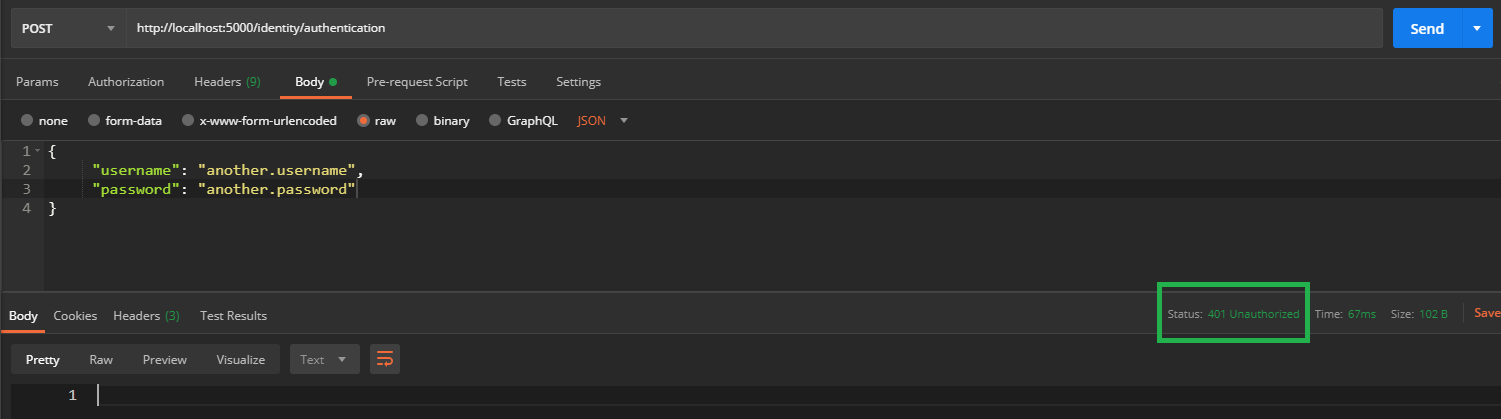 POST http://localhost:5000/identity/authentication Send
Params Authorization Headers (9) Body Pre-request Script Tests Settings
none form-data x-www-form-urlencoded raw binary GraphQL JSON
1 {
2 "username": "another.username",
3 "password": "another.password"
4 }
Body Cookies Headers (3) Test Results Status: 401 Unauthorized Time: 67ms Size: 102 B Save
Pretty Raw Preview Visualize Text
1